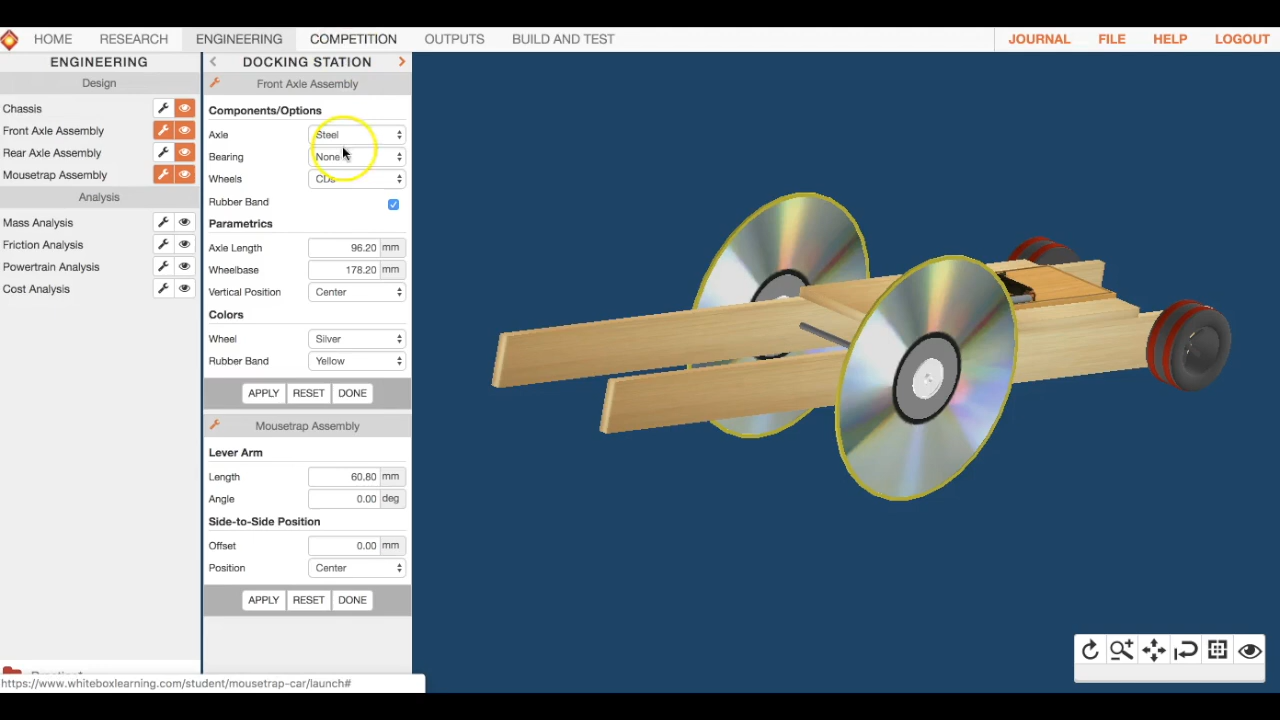 HOME RESEARCH ENGINEERING COMPETITION OUTPUTS BUILD AND TEST JOURNAL FILE HELP LOGOUT
ENGINEERING
Design
Chassis
Front Axle Assembly
Rear Axle Assembly
Mousetrap Assembly
Analysis
Mass Analysis
Friction Analysis
Powertrain Analysis
Cost Analysis
DOCKING STATION
Front Axle Assembly
Components/Options
Axle Steel
Bearing None
Wheels CDs
Rubber Band
Parametrics
Axle Length 96.20 mm
Wheelbase 178.20 mm
Vertical Position Center
Colors
Wheel Silver
Rubber Band Yellow
APPLY RESET DONE
Mousetrap Assembly
Lever Arm
Length 60.80 mm
Angle 0.00 deg
Side-to-Side Position
Offset 0.00 mm
Position Center
APPLY RESET DONE
https://www.whiteboxlearning.com/student/mousetrap-car/launch#